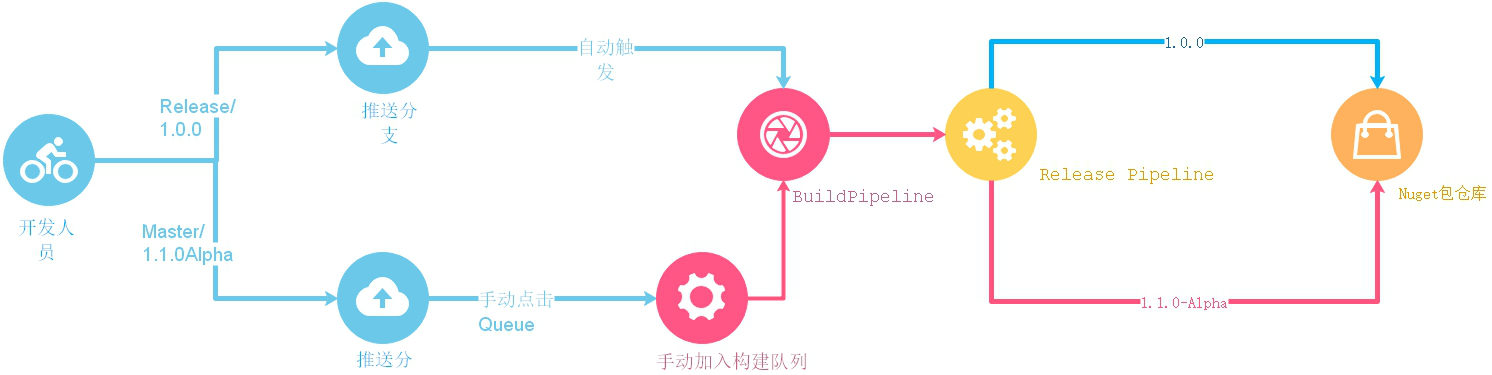 Release/
1.0.0
推送分
支
自动触
发
开发人
员
Master/
1.1.0Alpha
推送分
手动点击
Queue
手动加入构建队列
BuildPipeline
1.0.0
Release Pipeline
Nuget包仓库
1.1.0-Alpha